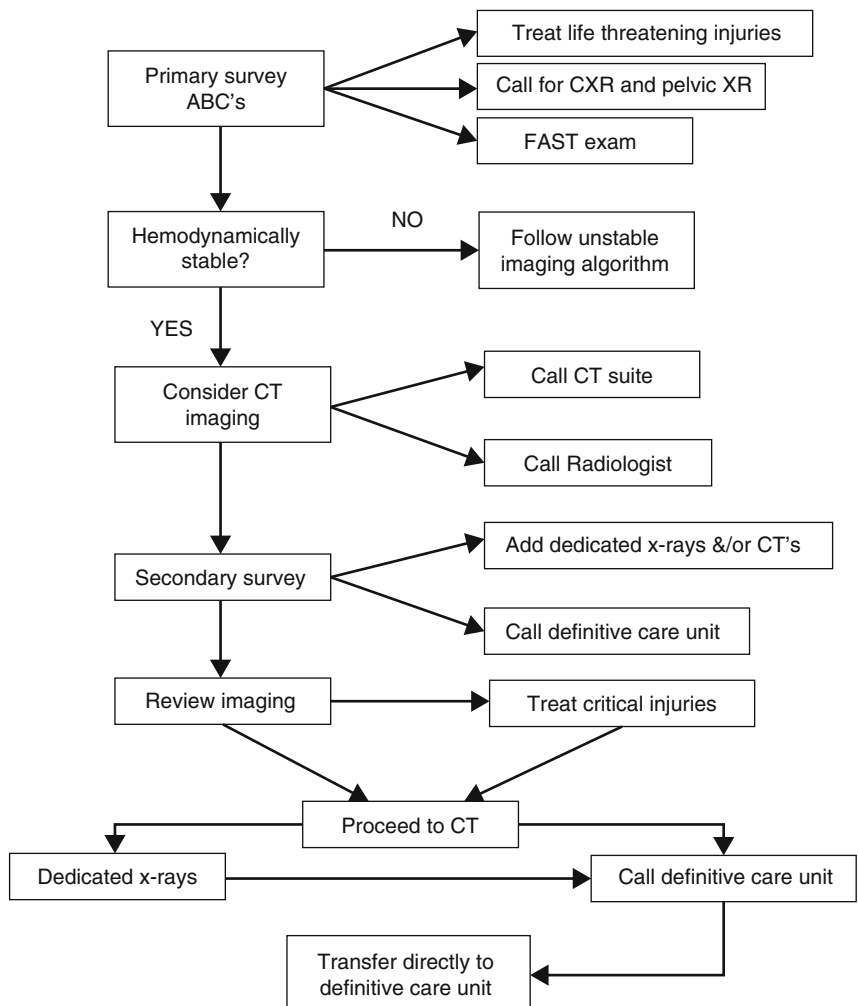 Treat life threatening injuries
Primary survey
ABC's
Call for CXR and pelvic XR
FAST exam
Hemodynamically
stable?
NO
Follow unstable
imaging algorithm
YES
Consider CT
imaging
Call CT suite
Call Radiologist
Secondary survey
Add dedicated x-rays &/or CT's
Call definitive care unit
Review imaging
Treat critical injuries
Proceed to CT
Dedicated x-rays
Call definitive care unit
Transfer directly to
definitive care unit